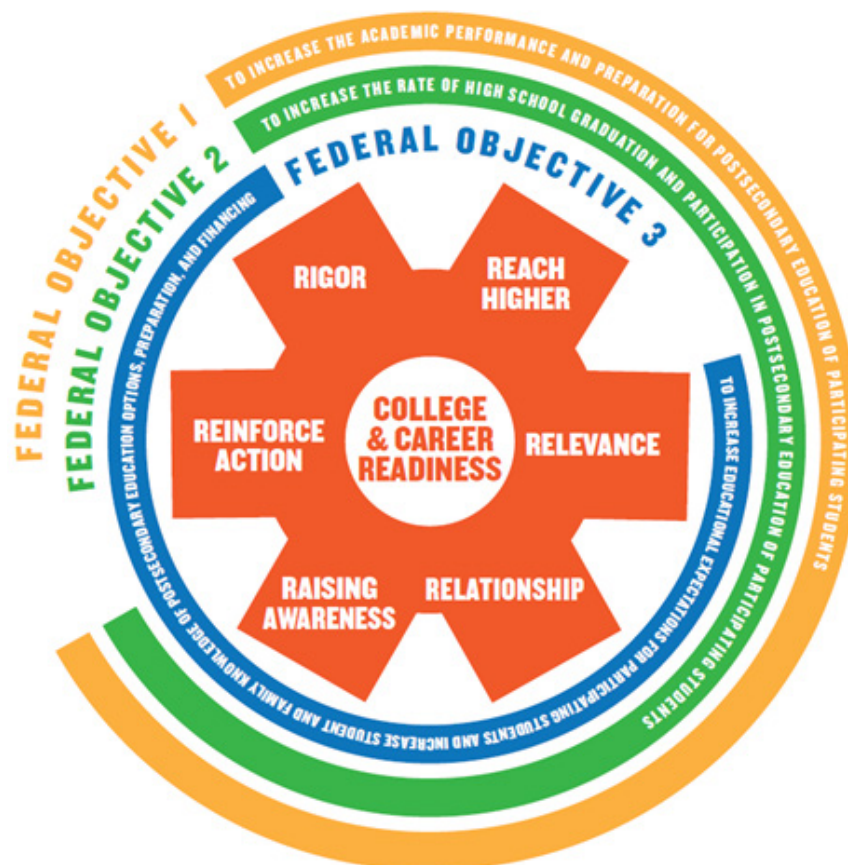 FEDERAL OBJECTIVE 1
TO INCREASE THE ACADEMIC PERFORMANCE AND PREPARATION FOR POSTSECONDARY EDUCATION OF PARTICIPATING STUDENTS
FEDERAL OBJECTIVE 2
TO INCREASE THE RATE OF HIGH SCHOOL GRADUATION AND PARTICIPATION IN POSTSECONDARY EDUCATION OF PARTICIPATING STUDENTS
FEDERAL OBJECTIVE 3
TO INCREASE EDUCATIONAL EXPECTATIONS FOR PARTICIPATING STUDENTS AND INCREASE STUDENT AND FAMILY KNOWLEDGE OF POSTSECONDARY EDUCATION OPTIONS, PREPARATION, AND FINANCING
RIGOR
REACH
HIGHER
REINFORCE
ACTION
COLLEGE
& CAREER
READINESS
RELEVANCE
RAISING
AWARENESS
RELATIONSHIP